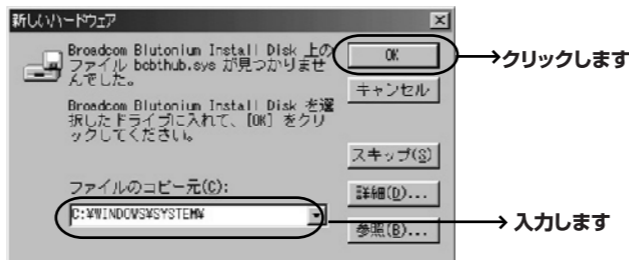 新しいハードウェア
Broadcom Blutonium Install Disk 上の
ファイル bcbthub.sys が見つかりませ
んでした。
Broadcom Blutonium Install Disk を選
択したドライブに入れて、[OK] をクリ
ックしてください。
ファイルのコピー元(C):
C:¥WINDOWS¥SYSTEM¥
OK
キャンセル
スキップ(S)
詳細(D)...
参照(B)...
クリックします
入力します